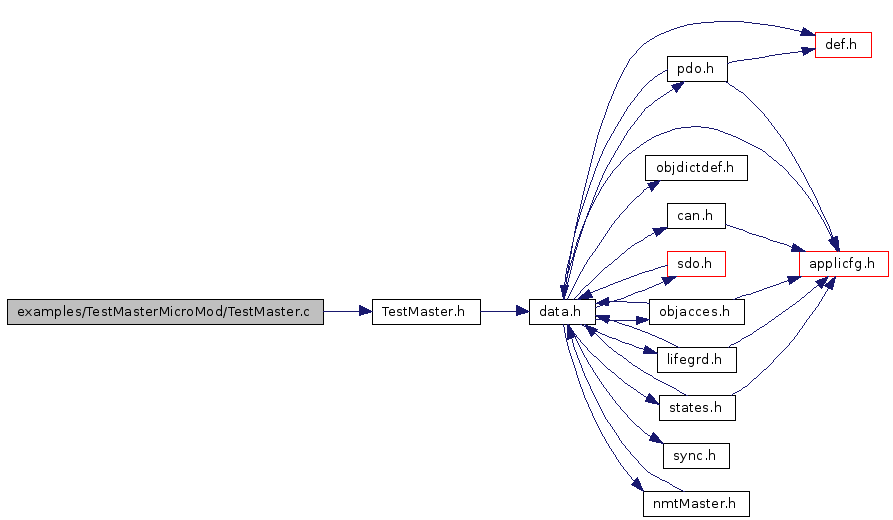 def.h
pdo.h
objdictdef.h
can.h
sdo.h
applicfg.h
examples/TestMasterMicroMod/TestMaster.c
TestMaster.h
data.h
objacces.h
lifegrd.h
states.h
sync.h
nmtMaster.h